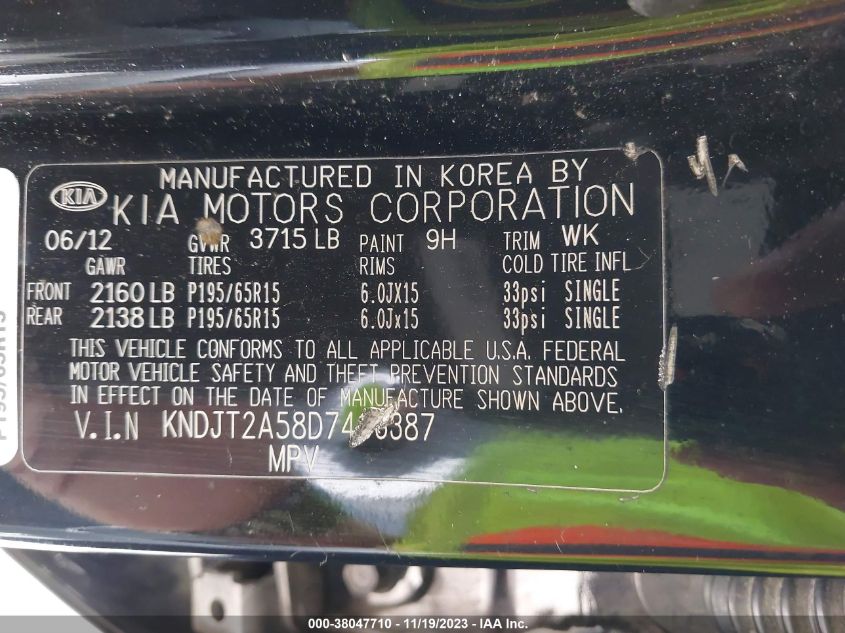 MANUFACTURED IN KOREA BY
KIA KIA MOTORS CORPORATION
06/12 GVWR 3715 LB PAINT 9H TRIM WK
GAWR TIRES RIMS COLD TIRE INFL
FRONT 2160 LB P195/65R15 6.0JX15 33psi SINGLE
REAR 2138 LB P195/65R15 6.0Jx15 33psi SINGLE
THIS VEHICLE CONFORMS TO ALL APPLICABLE U.S.A. FEDERAL
MOTOR VEHICLE SAFETY AND THEFT PREVENTION STANDARDS
IN EFFECT ON THE DATE OF MANUFACTURE SHOWN ABOVE.
V.I.N
MPV
P195/65R15
000-38047710 - 11/19/2023 - IAA Inc.